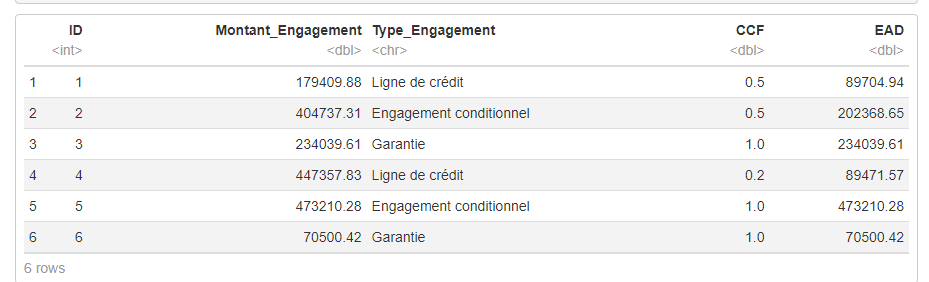 ID Montant_Engagement Type_Engagement CCF EAD
<int> <dbl> <chr> <dbl> <dbl>
1 1 179409.88 Ligne de crédit 0.5 89704.94
2 2 404737.31 Engagement conditionnel 0.5 202368.65
3 3 234039.61 Garantie 1.0 234039.61
4 4 447357.83 Ligne de crédit 0.2 89471.57
5 5 473210.28 Engagement conditionnel 1.0 473210.28
6 6 70500.42 Garantie 1.0 70500.42
6 rows